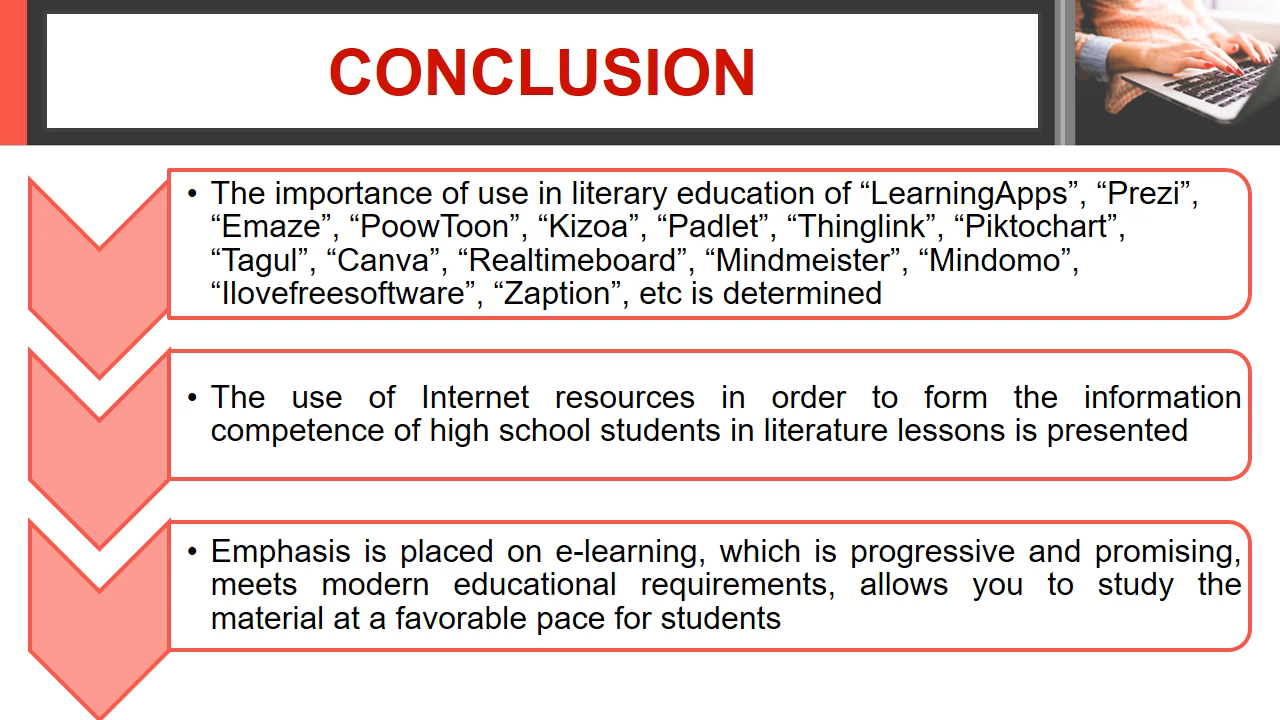 CONCLUSION
• The importance of use in literary education of “LearningApps”, “Prezi”,
“Emaze”, “PoowToon”, “Kizoa”, “Padlet”, “Thinglink”, “Piktochart”,
“Tagul”, “Canva”, “Realtimeboard”, “Mindmeister”, “Mindomo”,
“Ilovefreesoftware”, “Zaption”, etc is determined
• The use of Internet resources in order to form the information
competence of high school students in literature lessons is presented
• Emphasis is placed on e-learning, which is progressive and promising,
meets modern educational requirements, allows you to study the
material at a favorable pace for students